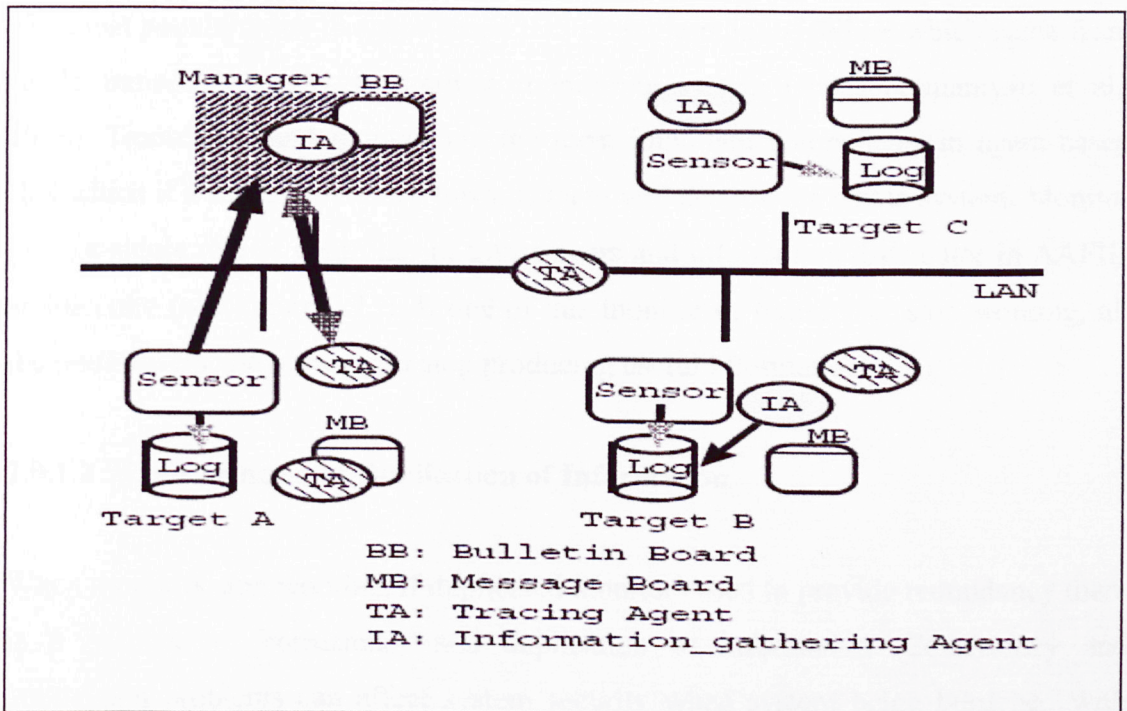 Manager BB
IA
MB
IA
Sensor
Log
Target C
TA
LAN
Sensor
TA
MB
Log
TA
Target A
Sensor
TA
IA
MB
Log
Target B
BB: Bulletin Board
MB: Message Board
TA: Tracing Agent
IA: Information_gathering Agent